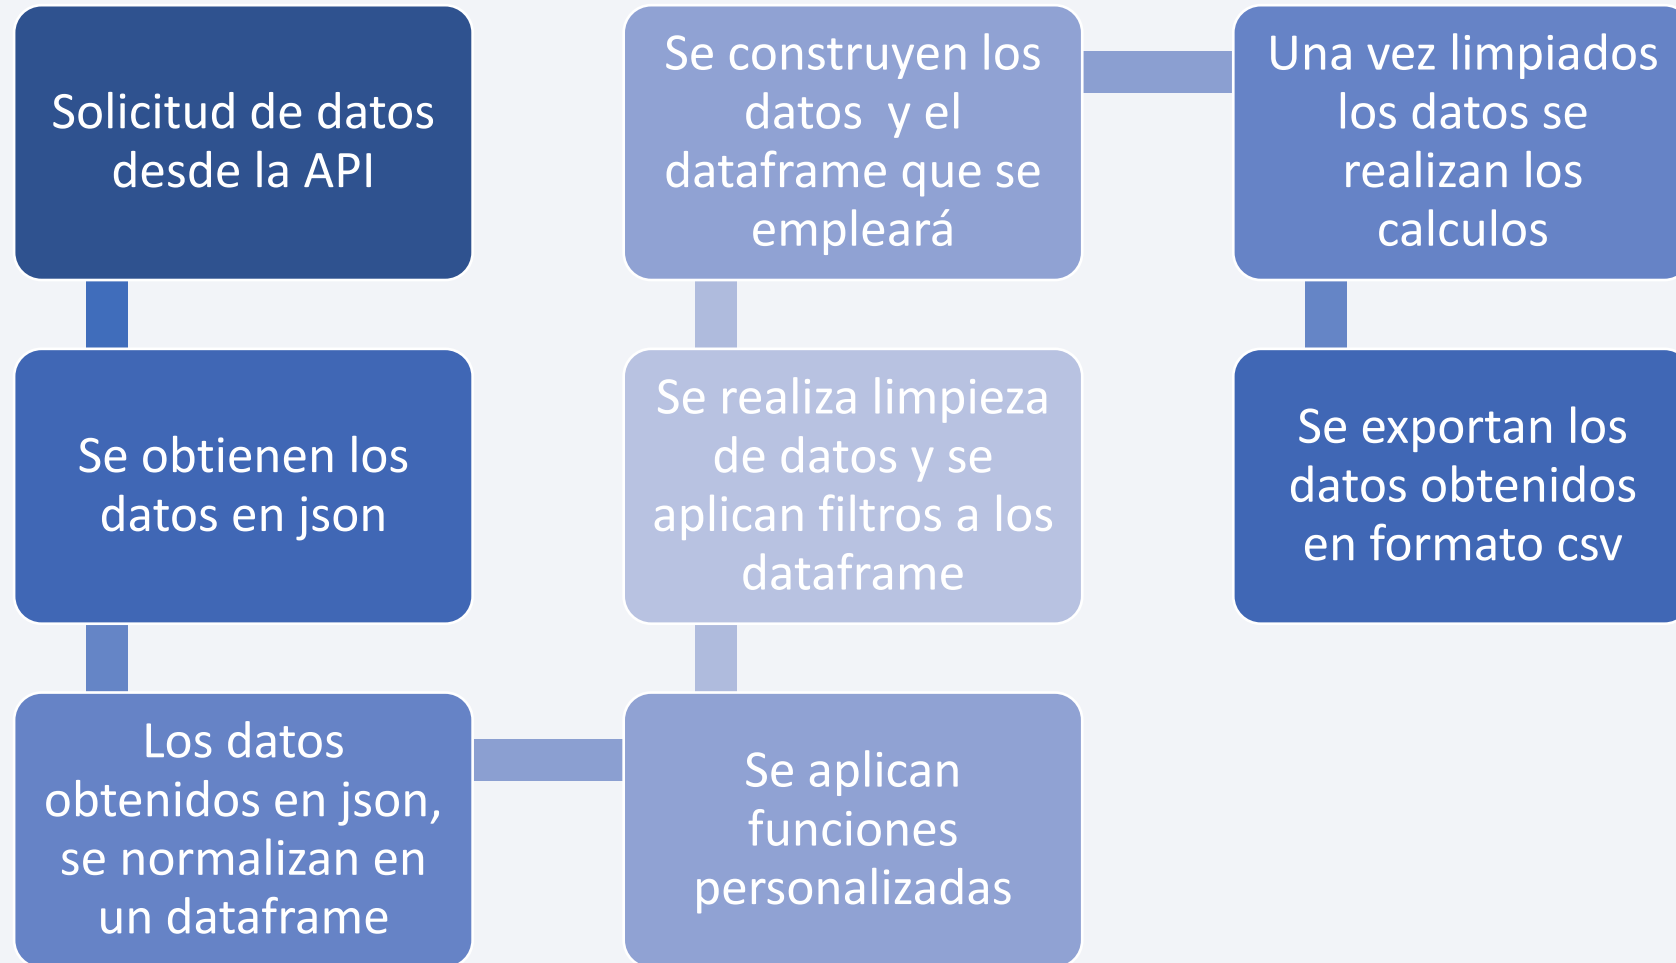 Solicitud de datos
desde la API
Se obtienen los
datos en json
Los datos
obtenidos en json,
se normalizan en
un dataframe
Se aplican
funciones
personalizadas
Se realiza limpieza
de datos y se
aplican filtros a los
dataframe
Se construyen los
datos y el
dataframe que se
empleará
Una vez limpiados
los datos se
realizan los
calculos
Se exportan los
datos obtenidos
en formato csv